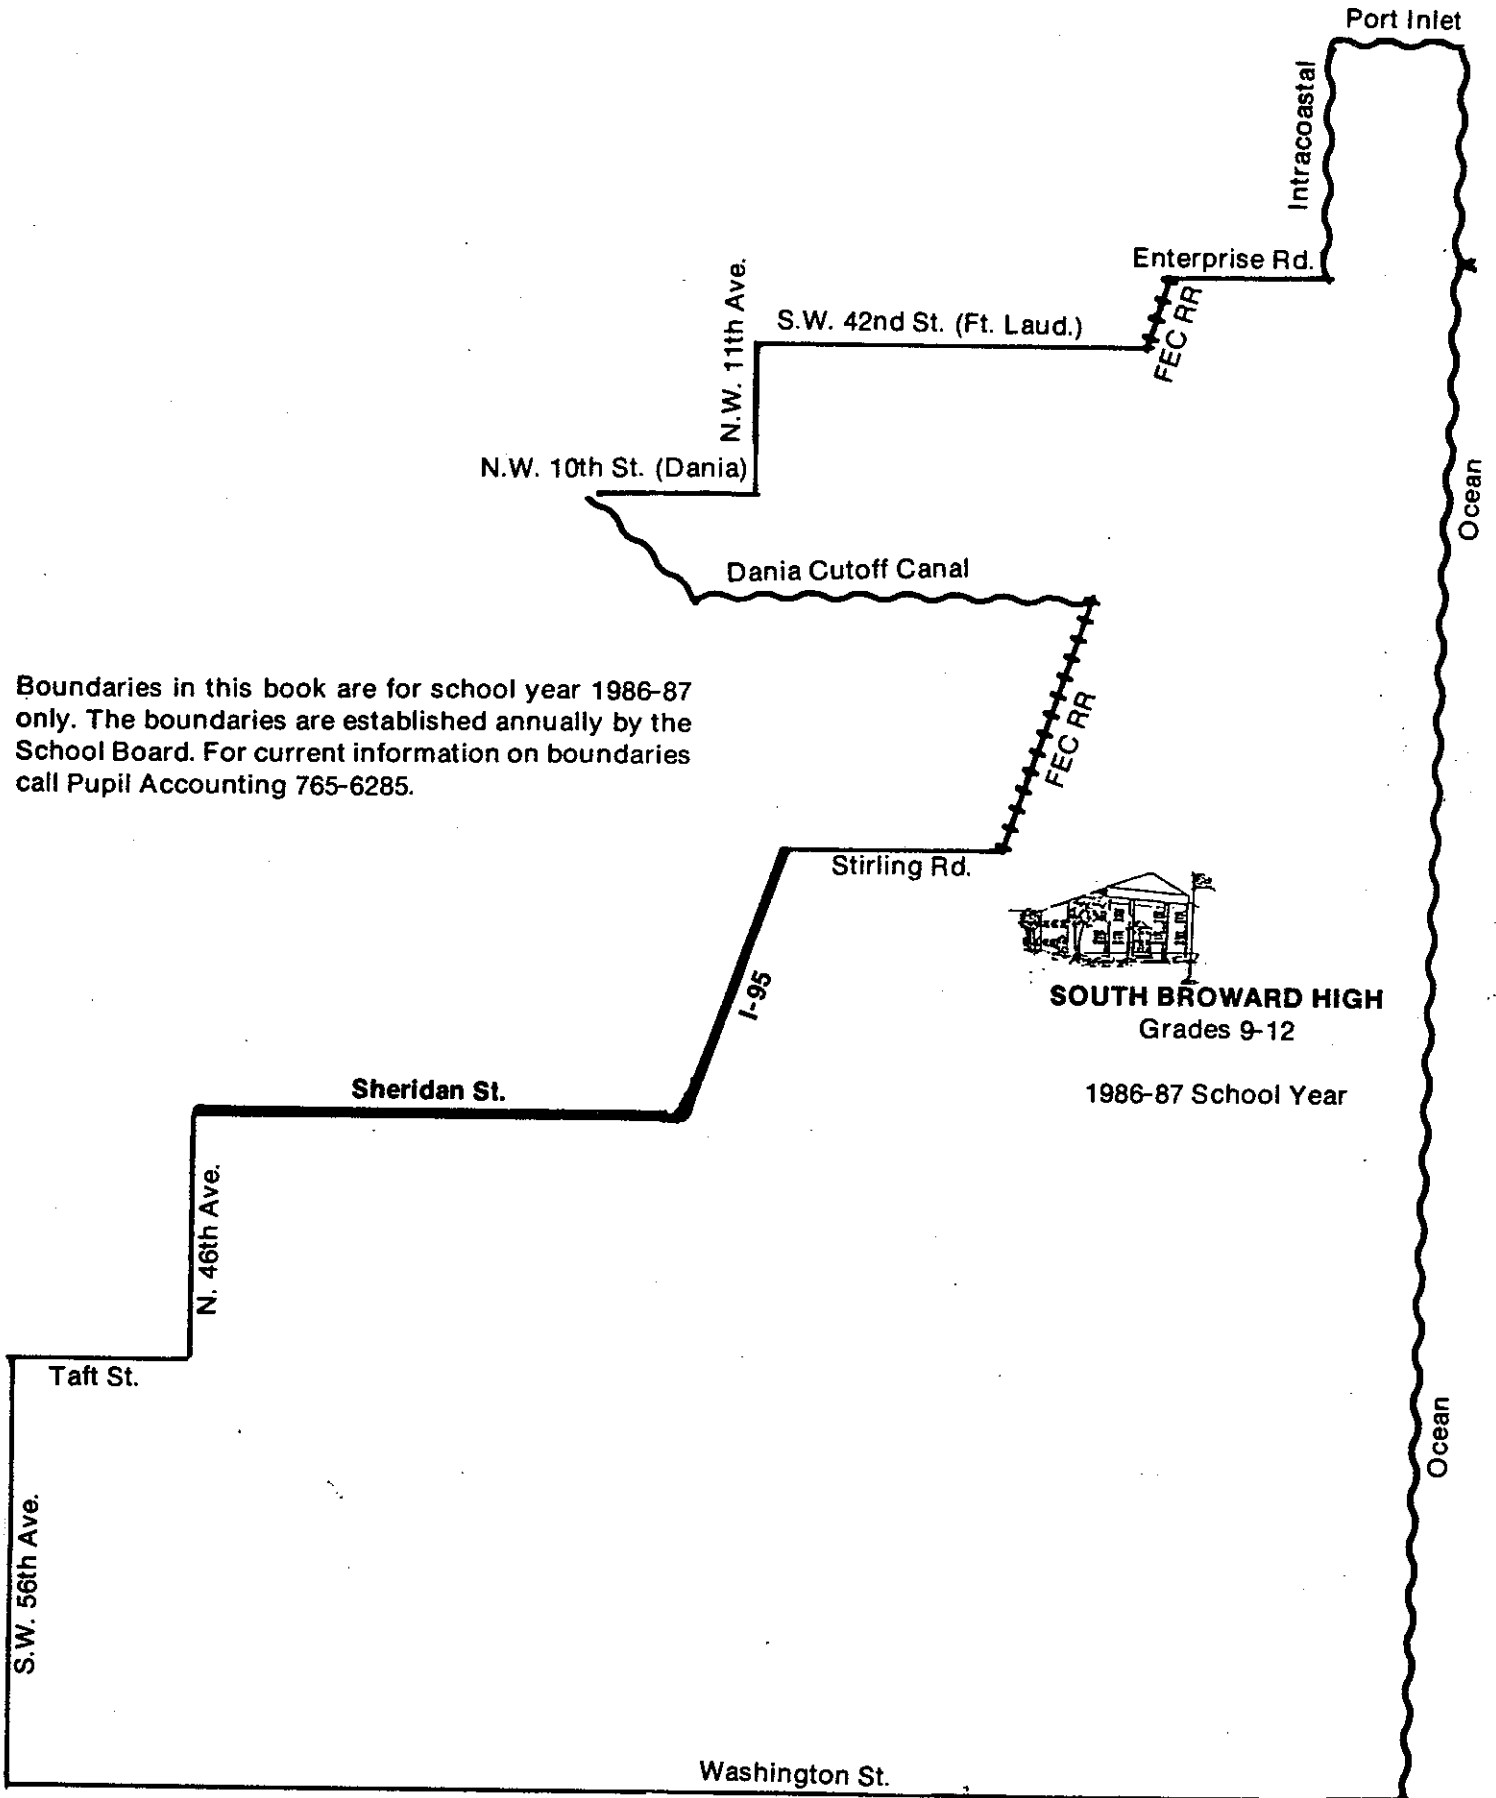 Port Inlet
Intracoastal
Enterprise Rd.
N.W. 11th Ave.
S.W. 42nd St. (Ft. Laud.)
FEC RR
N.W. 10th St. (Dania)
Ocean
Dania Cutoff Canal
Boundaries in this book are for school year 1986-87
only. The boundaries are established annually by the
School Board. For current information on boundaries
call Pupil Accounting 765-6285.
FEC RR
Stirling Rd.
I-95
SOUTH BROWARD HIGH
Grades 9-12
1986-87 School Year
Sheridan St.
N. 46th Ave.
Taft St.
Ocean
S.W. 56th Ave.
Washington St.